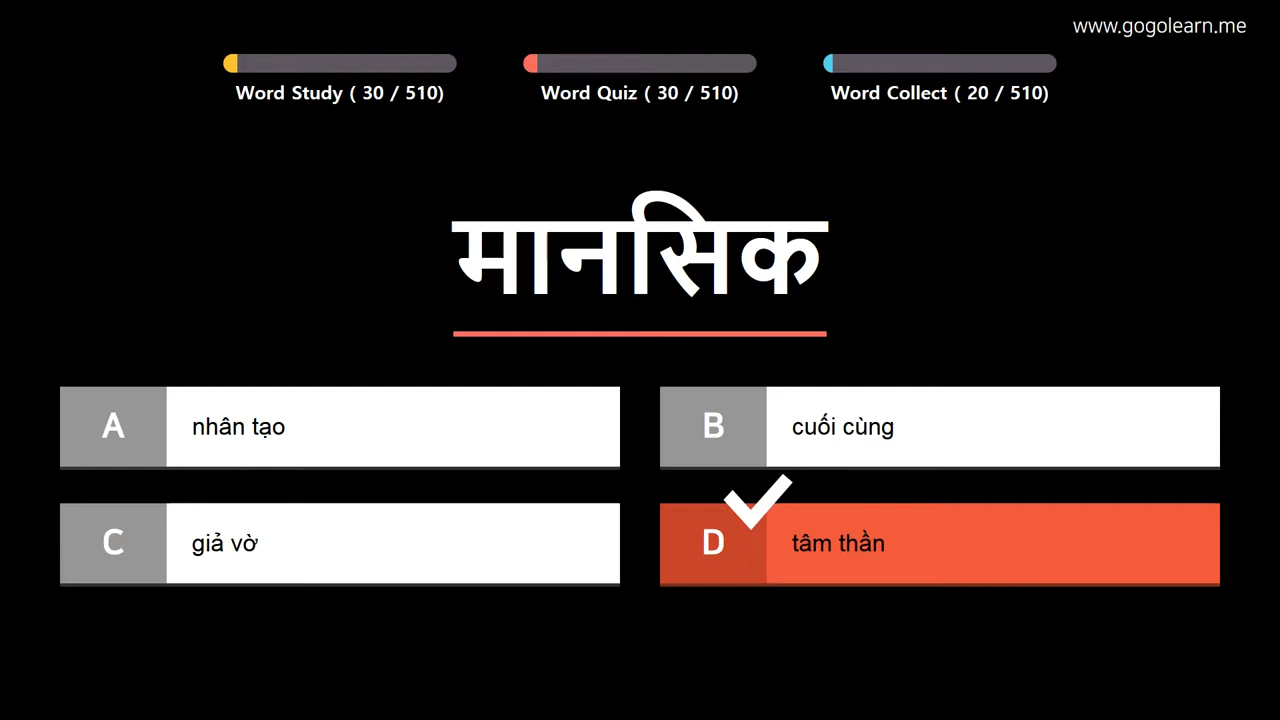 www.gogolearn.me
Word Study ( 30 / 510)
Word Quiz ( 30 / 510)
Word Collect ( 20 / 510)
मानसिक
A nhân tạo
B cuối cùng
C giả vờ
D tâm thần